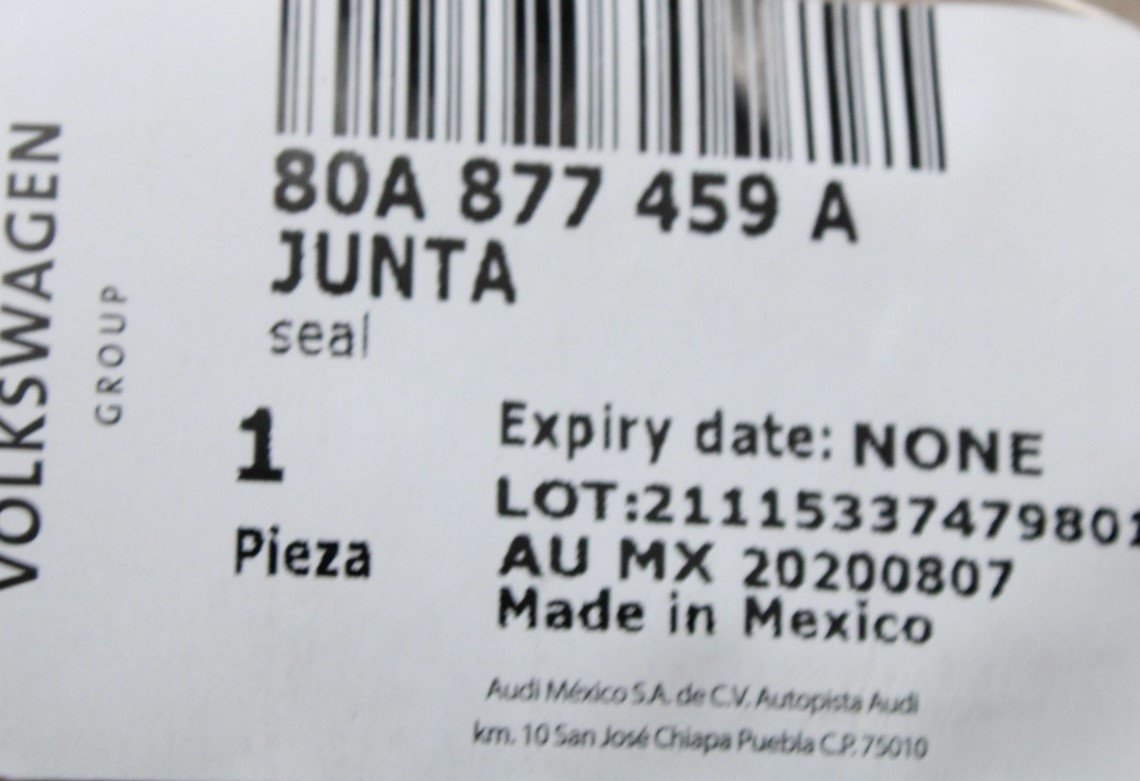 VOLKSWAGEN
GROUP
80A 877 459 A
JUNTA
seal
1
Pieza
Expiry date: NONE
LOT:21115337479801
AU MX 20200807
Made in Mexico
Audi México S.A. de C.V. Autopista Audi
km. 10 San José Chiapa Puebla C.P. 75010